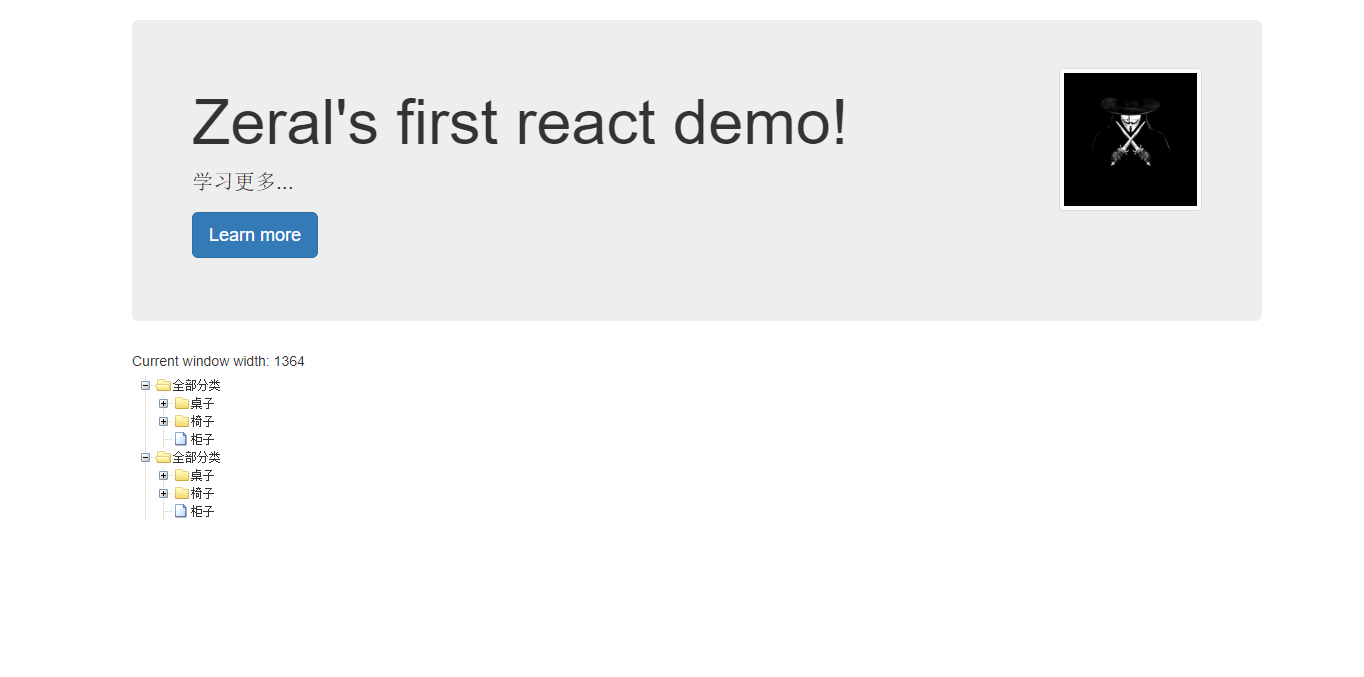 Zeral's first react demo!
学习更多...
Learn more
Current window width: 1364
全部分类
桌子
椅子
柜子
全部分类
桌子
椅子
柜子